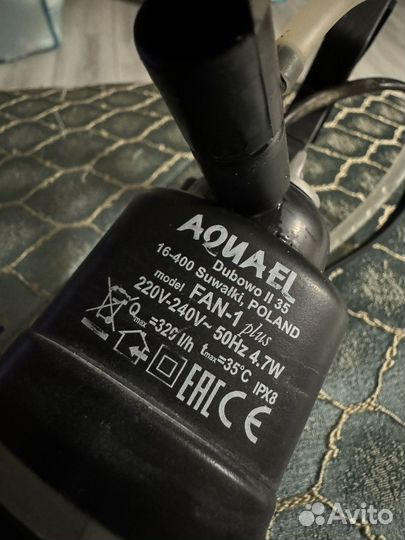 AQUAEL
Dubowo II 35
16-400 Suwałki, POLAND
model FAN-1 plus
220V-240V~ 50Hz 4.7W
Qmax=320l/h tmax=35°C IPX8
EAC CE
Avito